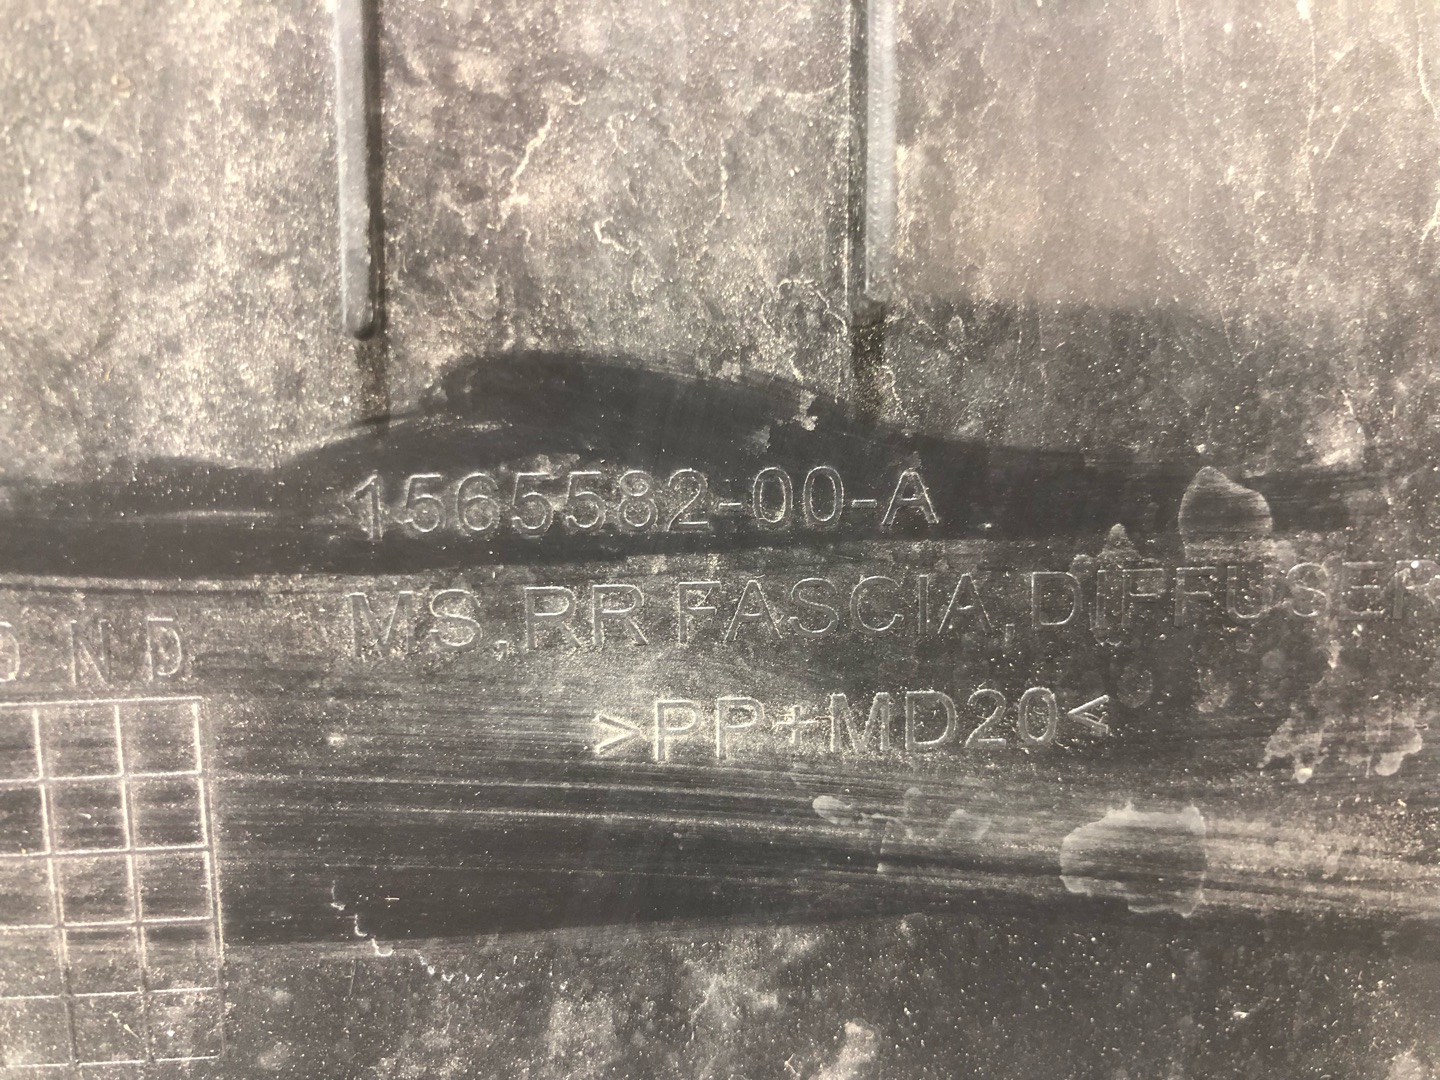 1565582-00-A
MS,RR FASCIA,DIFFUSER
>PP+MD20<